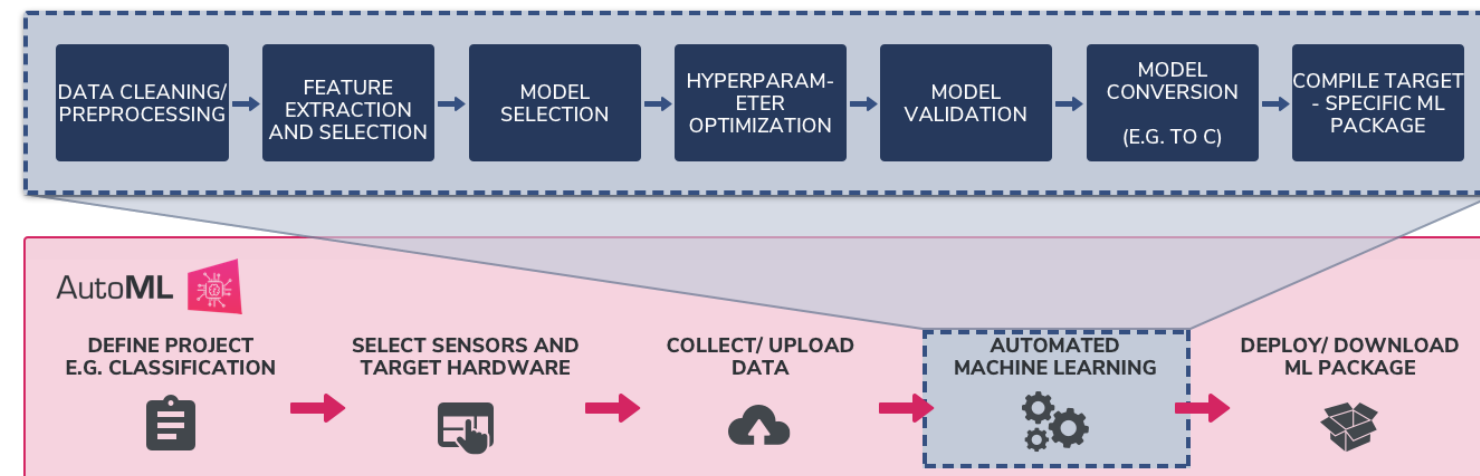 DATA CLEANING/
PREPROCESSING
FEATURE
EXTRACTION
AND SELECTION
MODEL
SELECTION
HYPERPARAM-
ETER
OPTIMIZATION
MODEL
VALIDATION
MODEL
CONVERSION
(E.G. TO C)
COMPILE TARGET
- SPECIFIC ML
PACKAGE
AutoML
DEFINE PROJECT
E.G. CLASSIFICATION
SELECT SENSORS AND
TARGET HARDWARE
COLLECT/ UPLOAD
DATA
AUTOMATED
MACHINE LEARNING
DEPLOY/ DOWNLOAD
ML PACKAGE